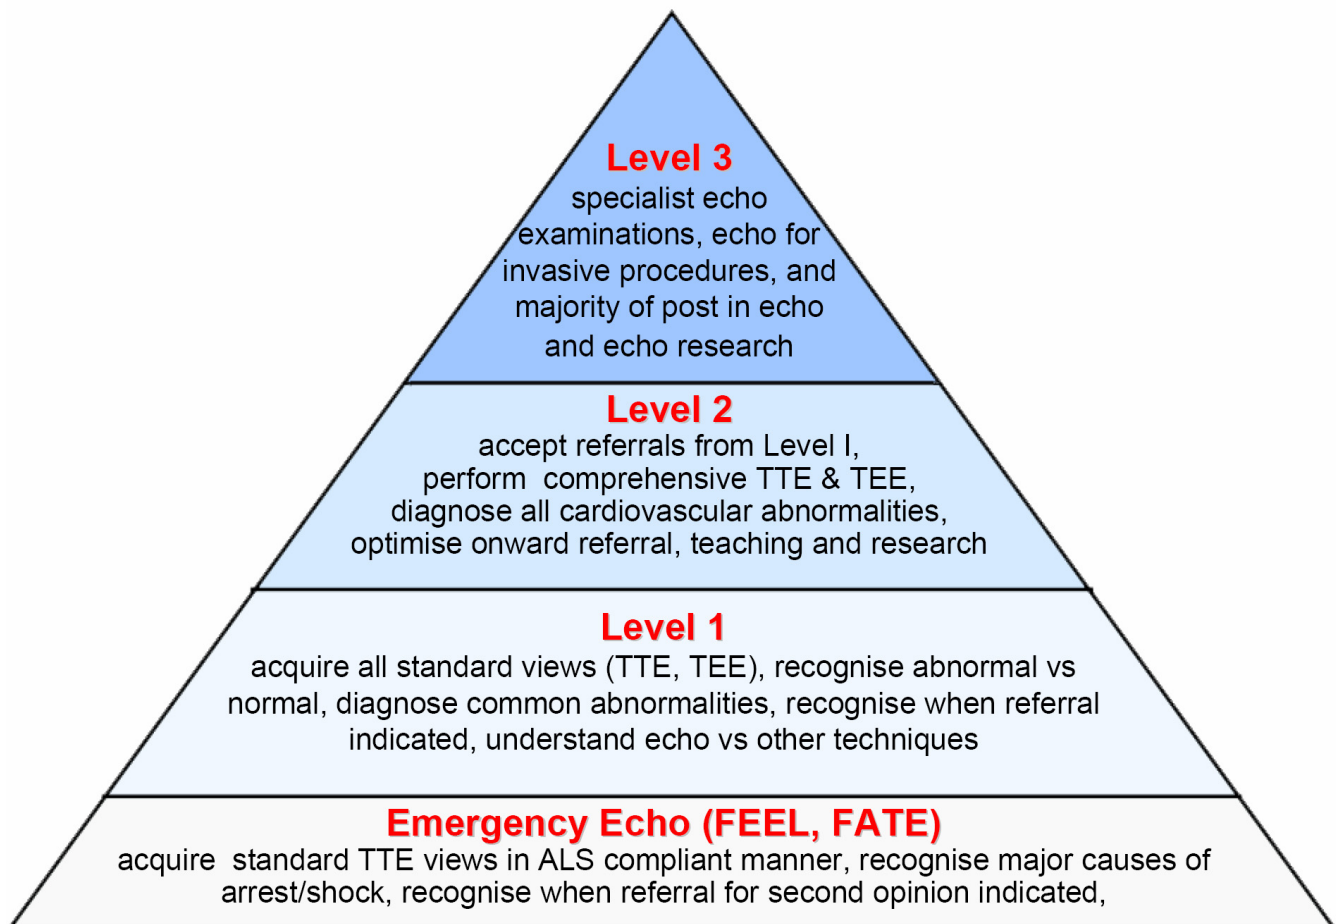 Level 3
specialist echo
examinations, echo for
invasive procedures, and
majority of post in echo
and echo research
Level 2
accept referrals from Level I,
perform comprehensive TTE & TEE,
diagnose all cardiovascular abnormalities,
optimise onward referral, teaching and research
Level 1
acquire all standard views (TTE, TEE), recognise abnormal vs
normal, diagnose common abnormalities, recognise when referral
indicated, understand echo vs other techniques
Emergency Echo (FEEL, FATE)
acquire standard TTE views in ALS compliant manner, recognise major causes of
arrest/shock, recognise when referral for second opinion indicated,